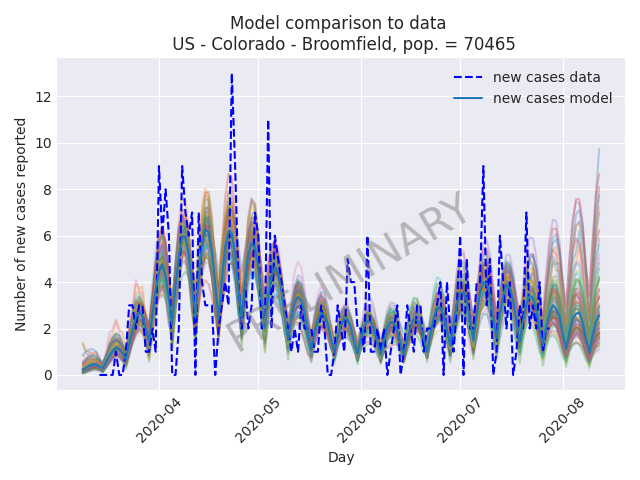 Model comparison to data
US - Colorado - Broomfield, pop. = 70465
new cases data
new cases model
PRELIMINARY
Number of new cases reported
12
10
8
6
4
2
0
2020-04
2020-05
2020-06
2020-07
2020-08
Day